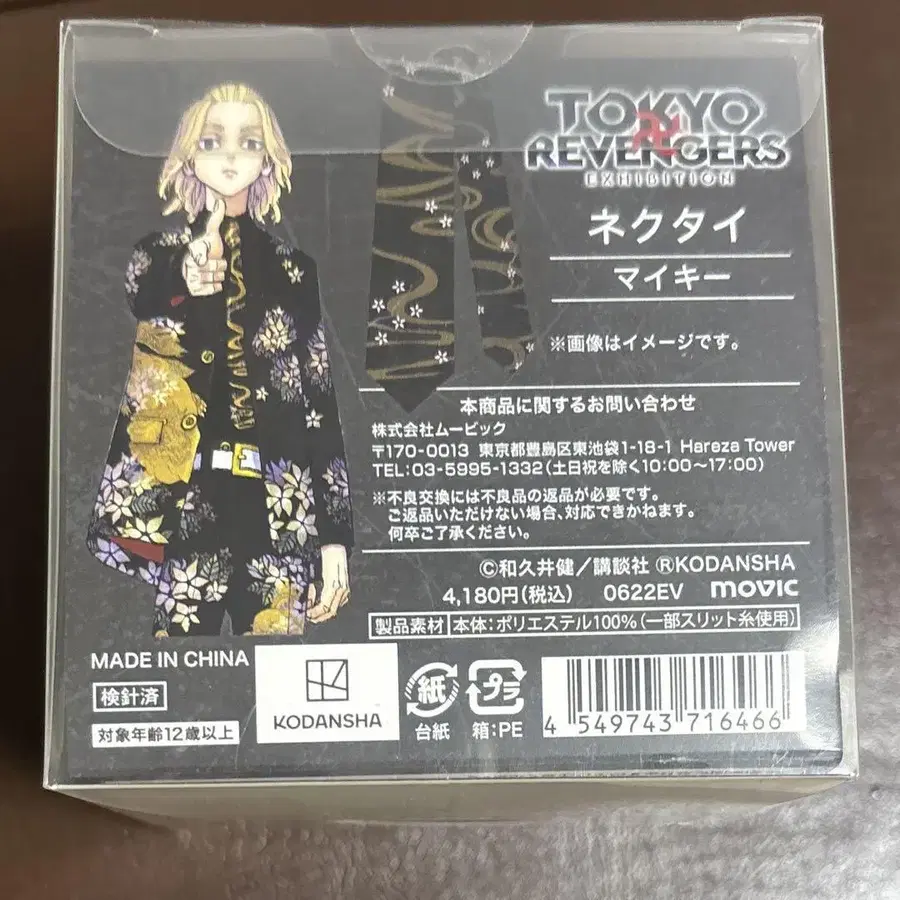 TOKYO
REVENGERS
EXHIBITION
ネクタイ
マイキー
※画像はイメージです。
本商品に関するお問い合わせ
株式会社ムービック
〒170-0013 東京都豊島区東池袋1-18-1 Hareza Tower
TEL:03-5995-1332(土日祝を除く10:00~17:00)
※不良交換には不良品の返品が必要です。
ご返品いただけない場合、対応できかねます。
何卒ご了承ください。
©和久井健/講談社 ®KODANSHA
4,180円(税込) 0622EV movic
製品素材 本体:ポリエステル100%(一部スリット糸使用)
MADE IN CHINA
検針済
対象年齢12歳以上
KODANSHA
紙
台紙
プラ
箱:PE
4 549743 716466